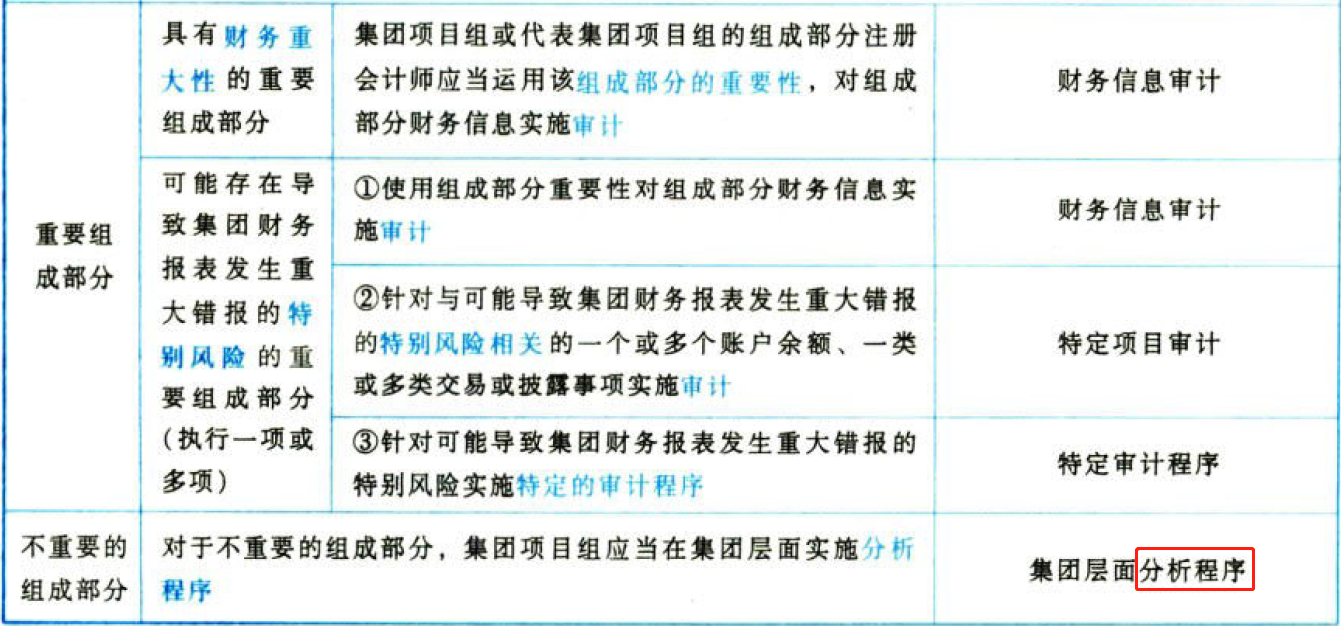 重要组
成部分
具有财务重
大性的重要
组成部分
集团项目组或代表集团项目组的组成部分注册
会计师应当运用该组成部分的重要性，对组成
部分财务信息实施审计
财务信息审计
可能存在导
致集团财务
报表发生重
大错报的特
别风险的重
要组成部分
（执行一项或
多项）
①使用组成部分重要性对组成部分财务信息实
施审计
财务信息审计
②针对与可能导致集团财务报表发生重大错报
的特别风险相关的一个或多个账户余额、一类
或多类交易或披露事项实施审计
特定项目审计
③针对可能导致集团财务报表发生重大错报的
特别风险实施特定的审计程序
特定审计程序
不重要的
组成部分
对于不重要的组成部分，集团项目组应当在集团层面实施分析
程序
集团层面分析程序